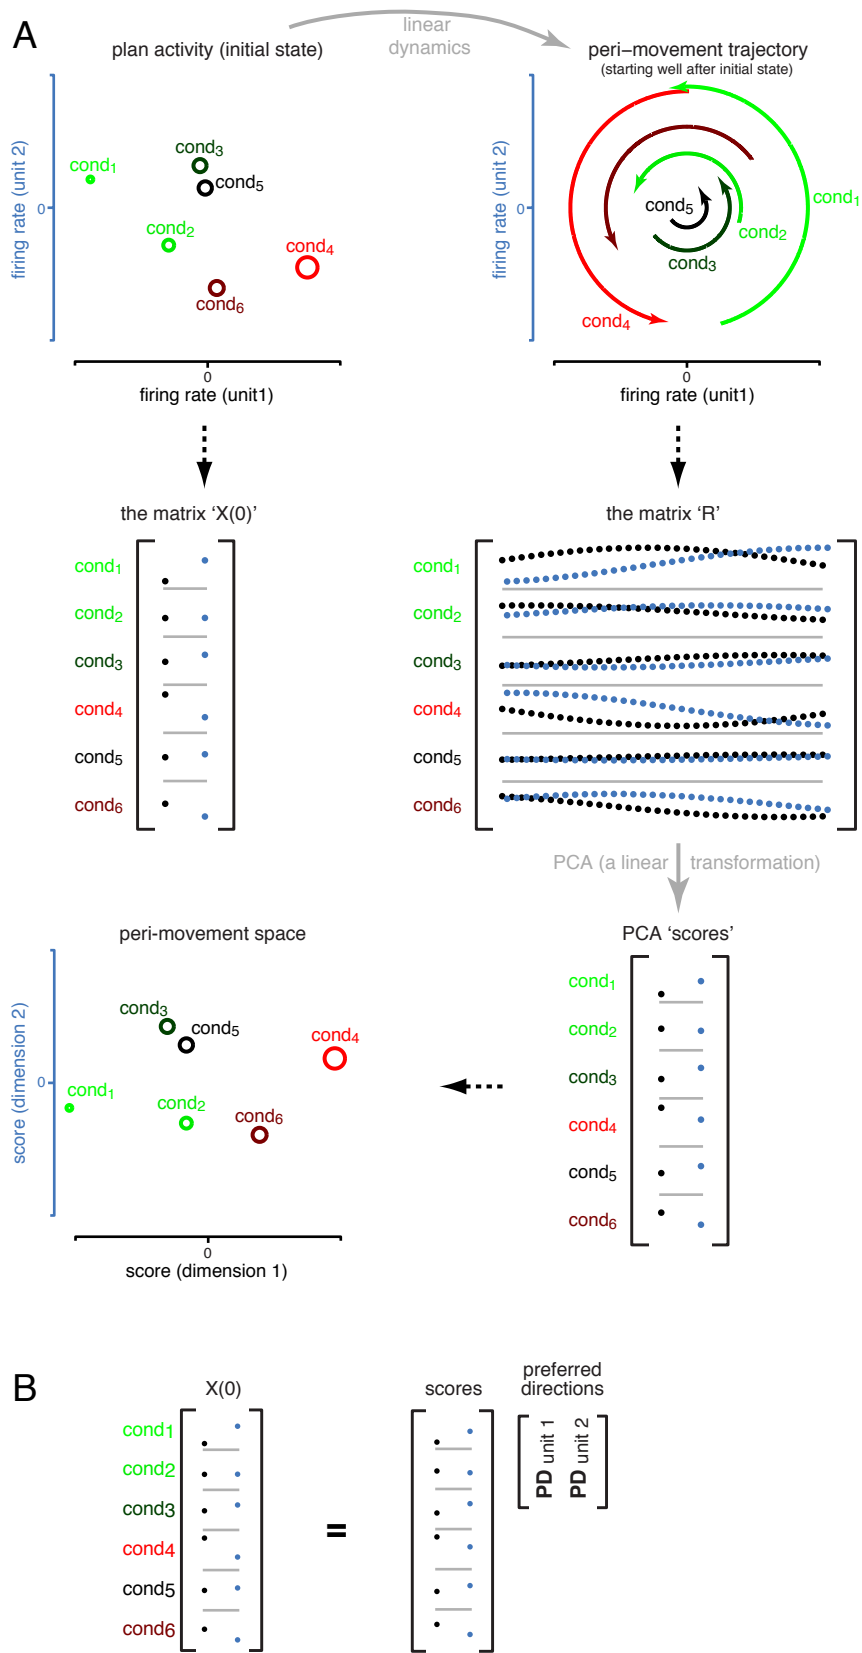 A
linear
dynamics
plan activity (initial state)
peri–movement trajectory
(starting well after initial state)
firing rate (unit 2)
0
cond1
cond3
cond5
cond2
cond4
cond6
0
firing rate (unit1)
firing rate (unit 2)
0
cond1
cond5
cond2
cond3
cond4
0
firing rate (unit1)
the matrix ‘X(0)’
cond1
cond2
cond3
cond4
cond5
cond6
the matrix ‘R’
cond1
cond2
cond3
cond4
cond5
cond6
PCA (a linear transformation)
peri-movement space
score (dimension 2)
0
cond3
cond5
cond4
cond1
cond2
cond6
0
score (dimension 1)
PCA ‘scores’
cond1
cond2
cond3
cond4
cond5
cond6
B
X(0)
cond1
cond2
cond3
cond4
cond5
cond6
=
scores
preferred
directions
PD unit 1
PD unit 2